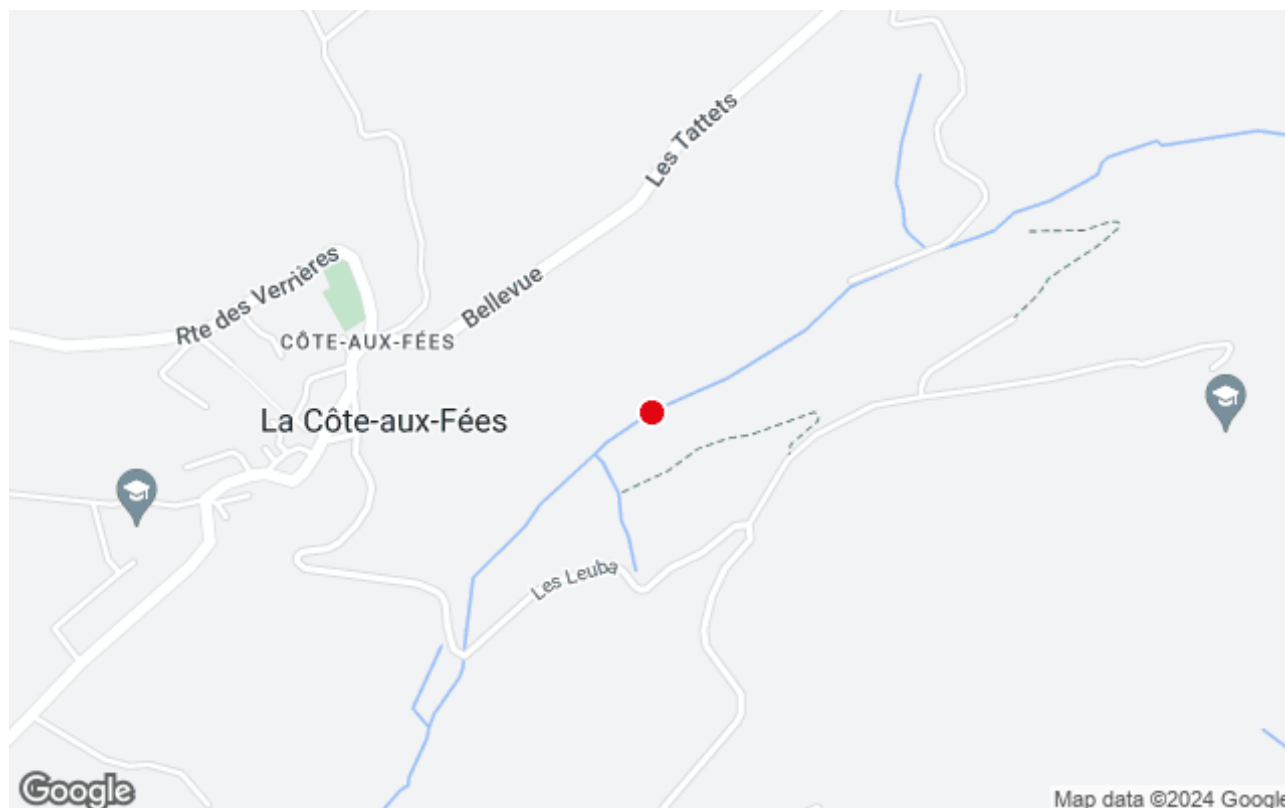 Les Tattets
Bellevue
Rte des Verrières
CÔTE-AUX-FÉES
La Côte-aux-Fées
Les Leuba
Google
Map data ©2024 Google